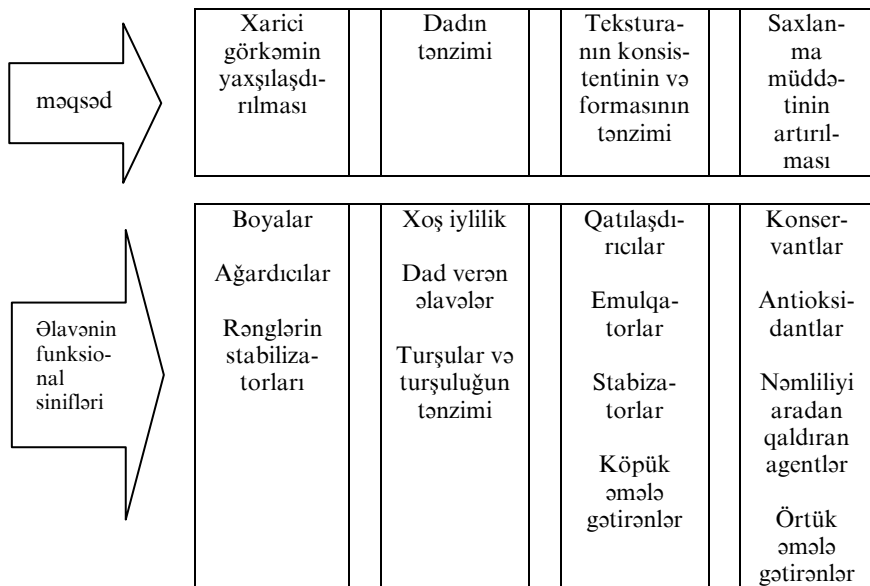 məqsəd
Xarici
görkəmin
yaxşılaşdı-
rılması
Dadın
tənzimi
Tekstura-
nın konsis-
tentinin və
formasının
tənzimi
Saxlan-
ma
müddə-
tinin
artırıl-
ması
Əlavənin
funksio-
nal
sinifləri
Boyalar
Ağardıcılar
Rənglərin
stabiliza-
torları
Xoş iylilik
Dad verən
əlavələr
Turşular və
turşuluğun
tənzimi
Qatılaşdı-
rıcılar
Emulqa-
torlar
Stabiza-
torlar
Köpük
əmələ
gətirənlər
Konser-
vantlar
Antioksi-
dantlar
Nəmliliyi
aradan
qaldıran
agentlər
Örtük
əmələ
gətirənlər